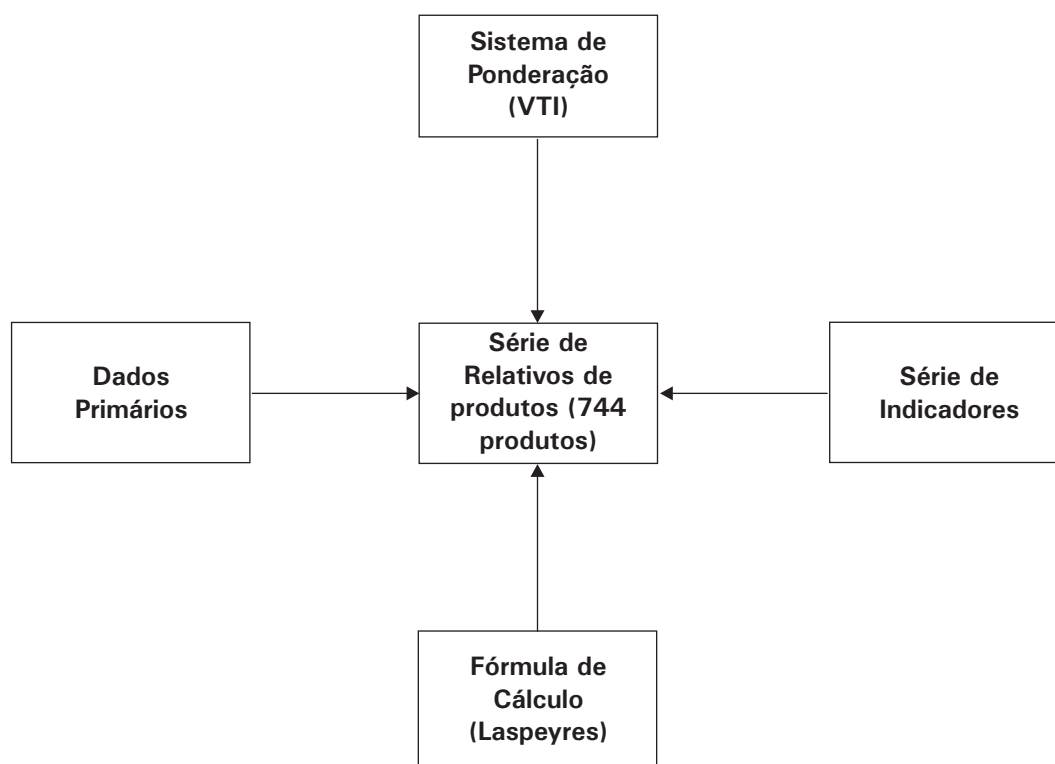 Sistema de
Ponderação
(VTI)
Dados
Primários
Série de
Relativos de
produtos (744
produtos)
Série de
Indicadores
Fórmula de
Cálculo
(Laspeyres)